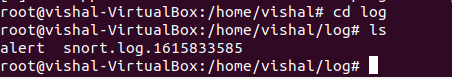 root@vishal-VirtualBox:/home/vishal# cd log
root@vishal-VirtualBox:/home/vishal/log# ls
alert  snort.log.1615833585
root@vishal-VirtualBox:/home/vishal/log#